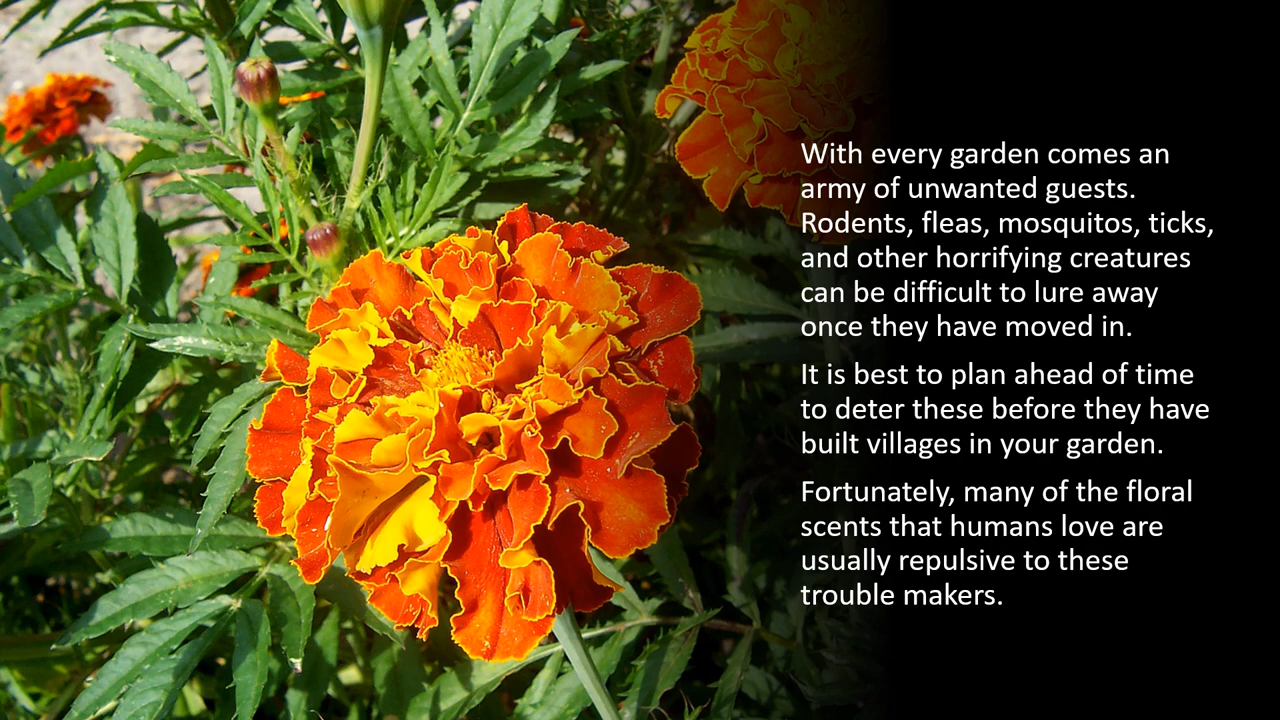 With every garden comes an
army of unwanted guests.
Rodents, fleas, mosquitos, ticks,
and other horrifying creatures
can be difficult to lure away
once they have moved in.
It is best to plan ahead of time
to deter these before they have
built villages in your garden.
Fortunately, many of the floral
scents that humans love are
usually repulsive to these
trouble makers.